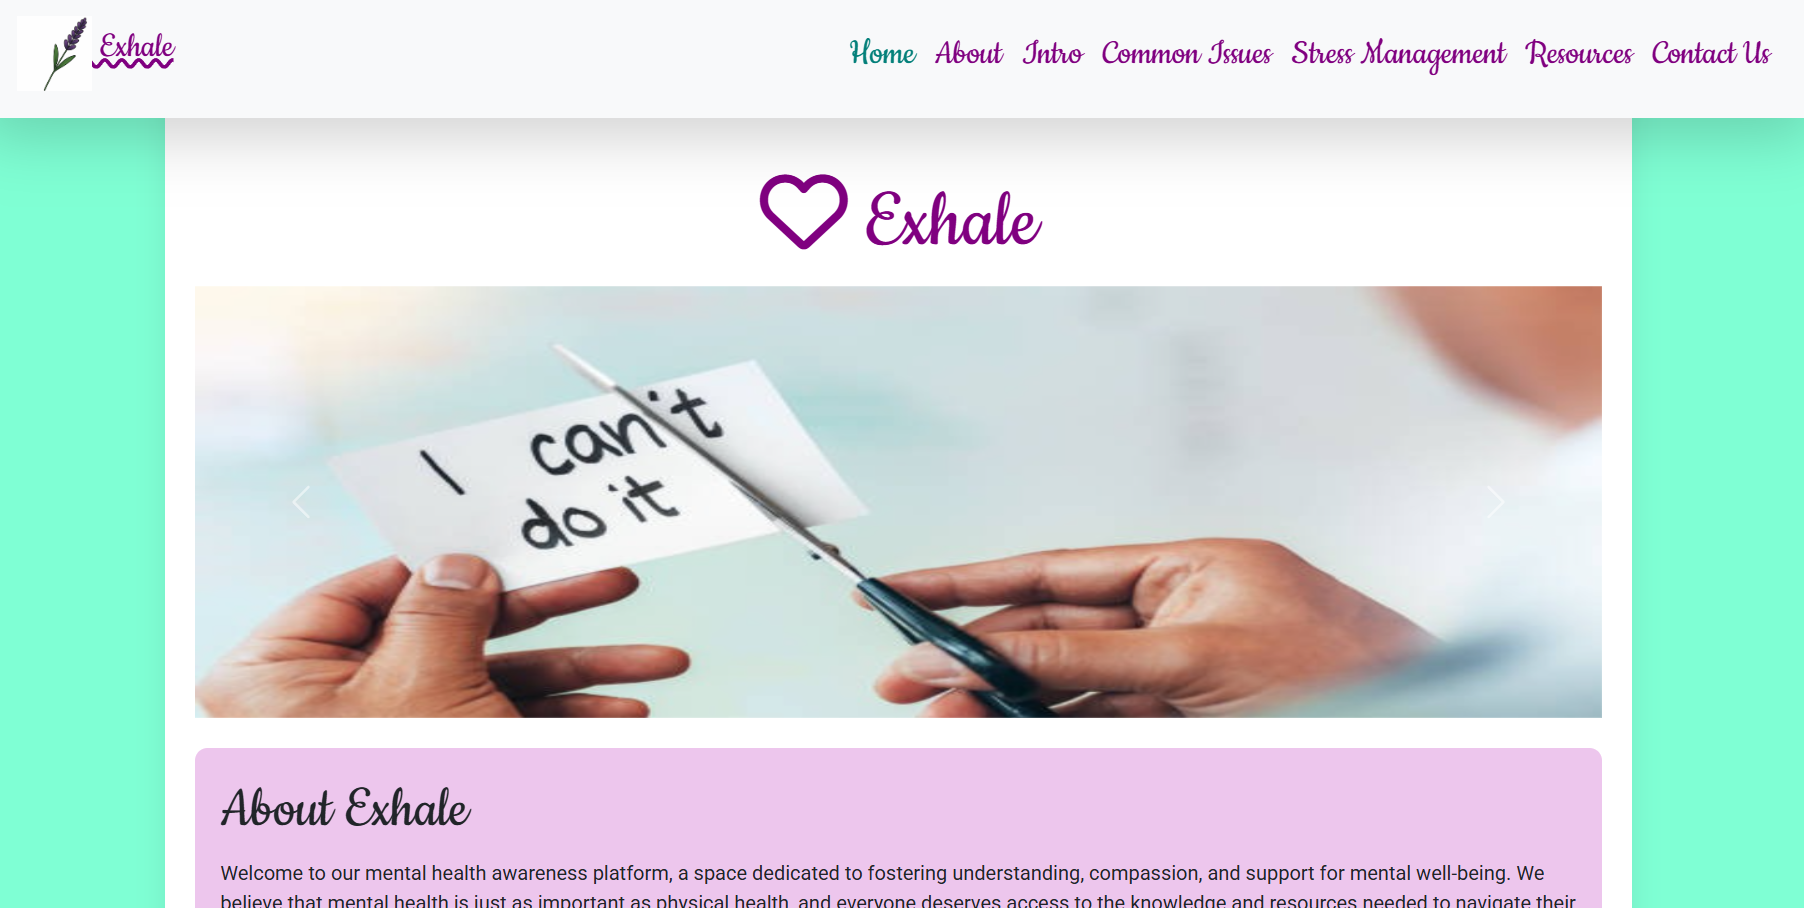 Exhale
Home About Intro Common Issues Stress Management Resources Contact Us
Exhale
I can't
do it
About Exhale
Welcome to our mental health awareness platform, a space dedicated to fostering understanding, compassion, and support for mental well-being. We
believe that mental health is just as important as physical health, and everyone deserves access to the knowledge and resources needed to navigate their